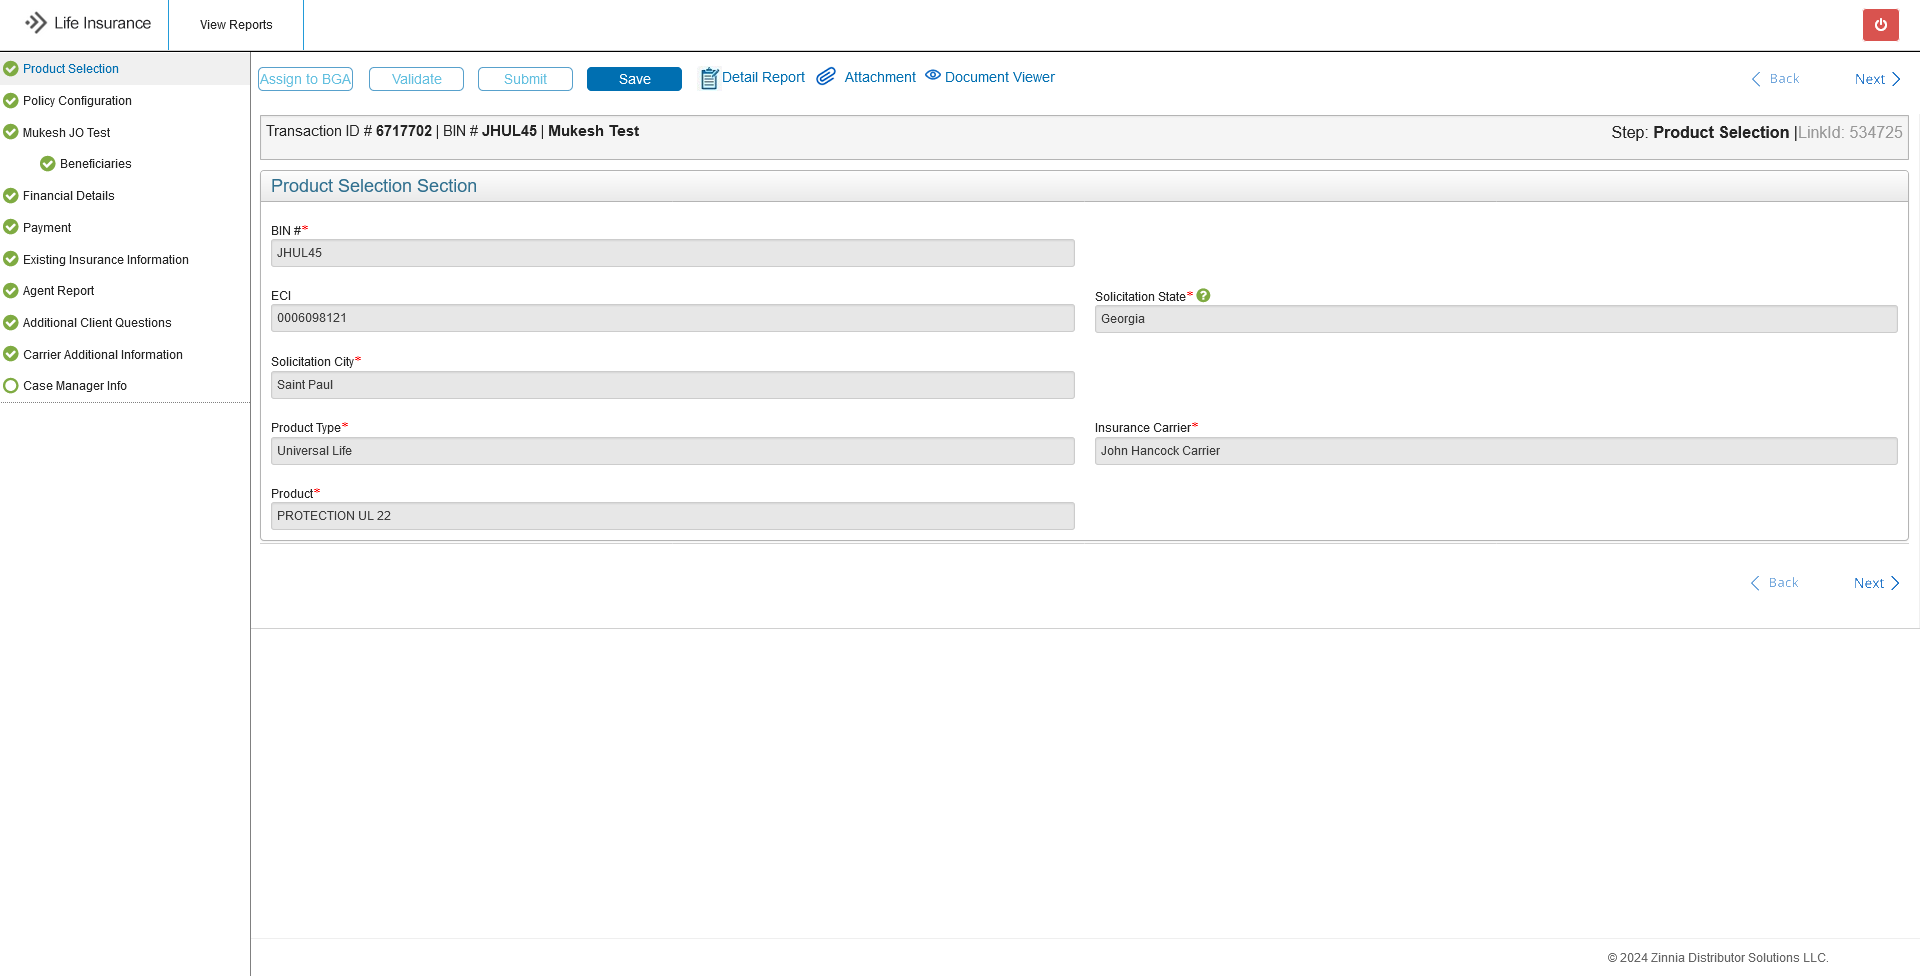 Life Insurance
View Reports
Product Selection
Policy Configuration
Mukesh JO Test
Beneficiaries
Financial Details
Payment
Existing Insurance Information
Agent Report
Additional Client Questions
Carrier Additional Information
Case Manager Info
Assign to BGA Validate Submit Save Detail Report Attachment Document Viewer Back Next
Transaction ID # 6717702 | BIN # JHUL45 | Mukesh Test
Step: Product Selection |LinkId: 534725
Product Selection Section
BIN #*
JHUL45
ECI
0006098121
Solicitation State* ?
Georgia
Solicitation City*
Saint Paul
Product Type*
Universal Life
Insurance Carrier*
John Hancock Carrier
Product*
PROTECTION UL 22
Back Next
© 2024 Zinnia Distributor Solutions LLC.